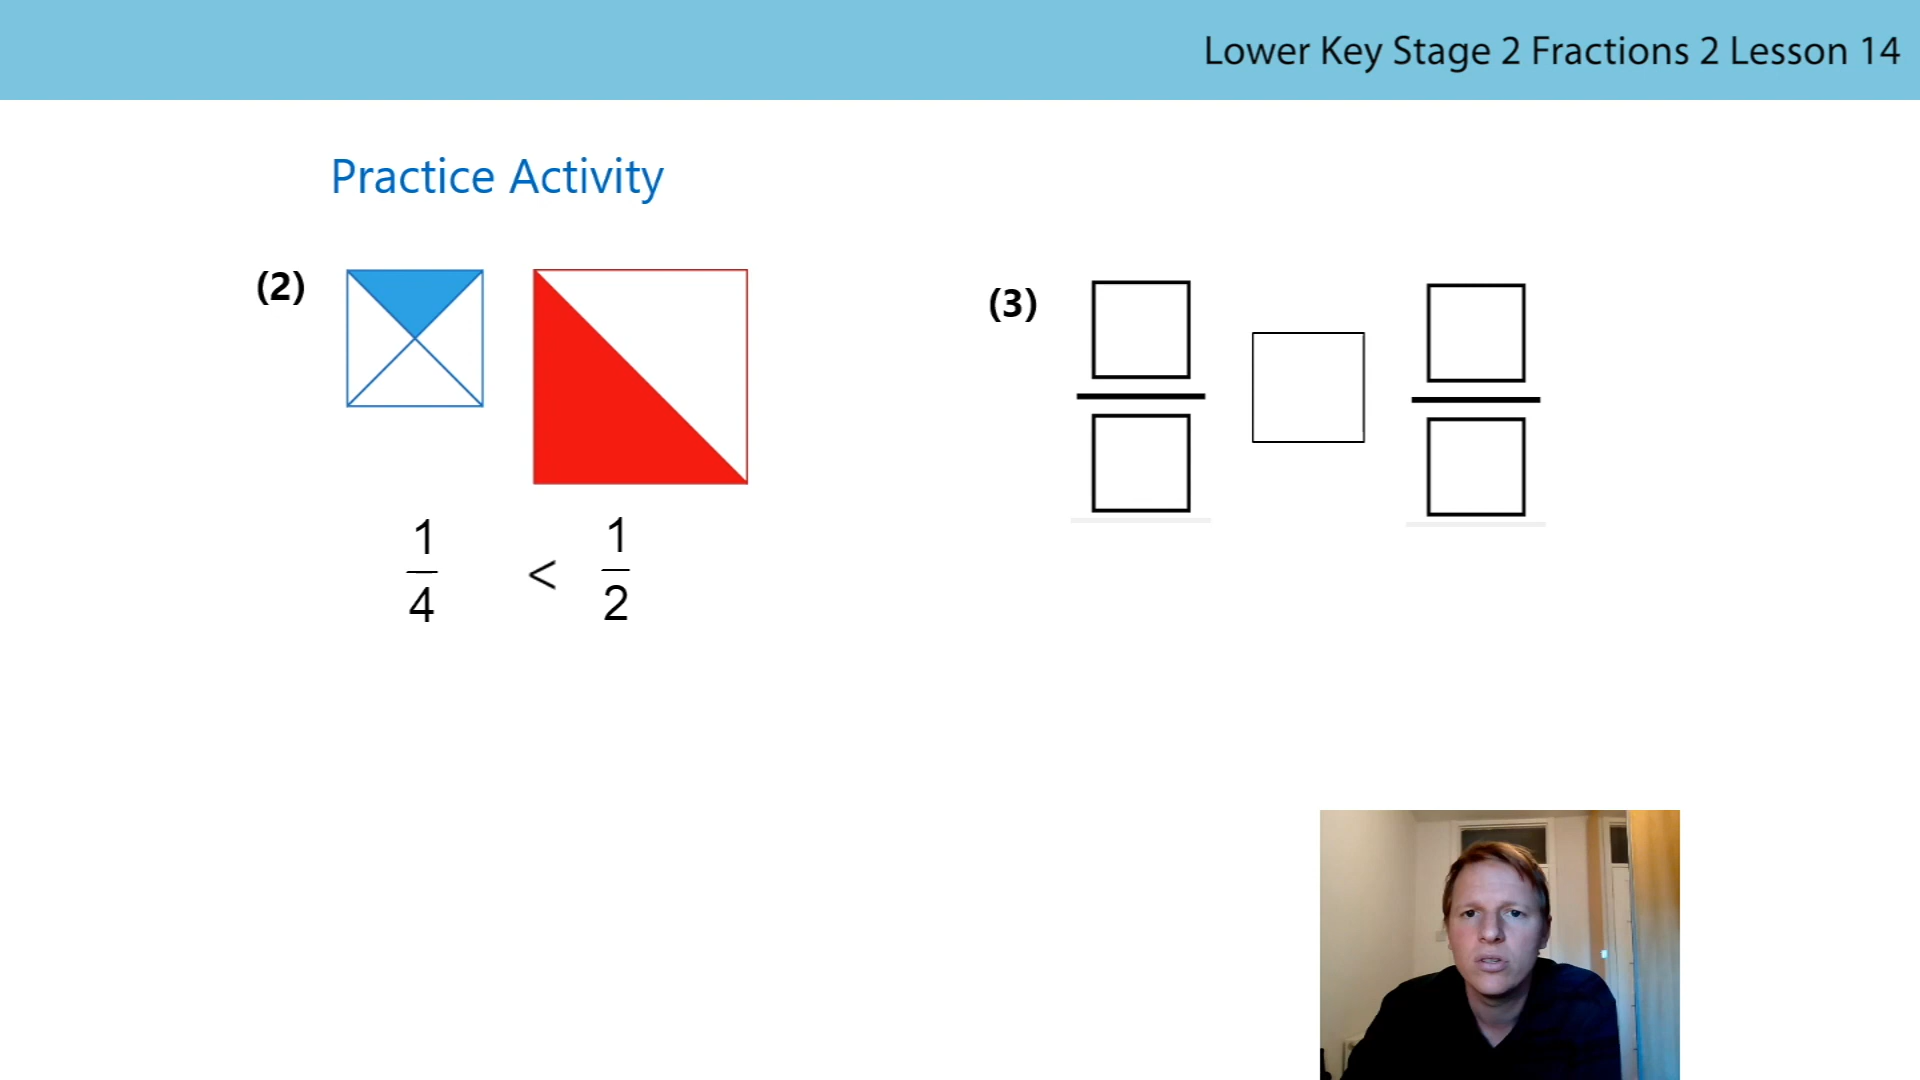 Lower Key Stage 2 Fractions 2 Lesson 14
Practice Activity
(2)
(3)
1 1
< 
4 2